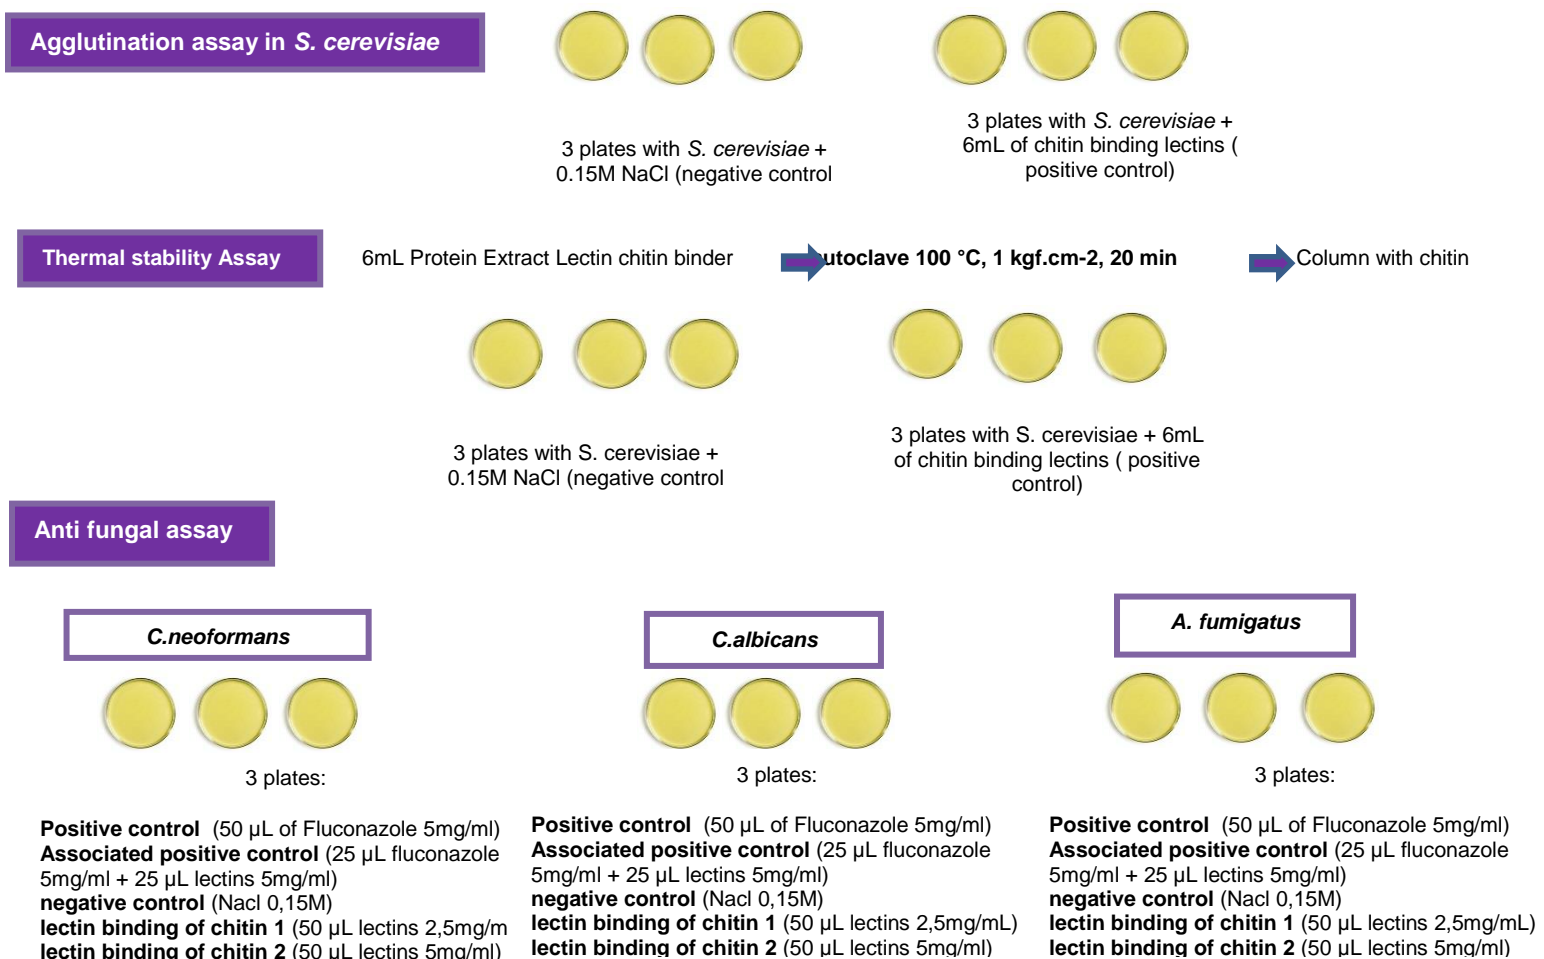 Agglutination assay in S. cerevisiae
3 plates with S. cerevisiae +
0.15M NaCl (negative control
3 plates with S. cerevisiae +
6mL of chitin binding lectins (
positive control)
Thermal stability Assay
6mL Protein Extract Lectin chitin binder
utoclave 100 °C, 1 kgf.cm-2, 20 min
Column with chitin
3 plates with S. cerevisiae +
0.15M NaCl (negative control
3 plates with S. cerevisiae + 6mL
of chitin binding lectins ( positive
control)
Anti fungal assay
C.neoformans
3 plates:
Positive control (50 µL of Fluconazole 5mg/ml)
Associated positive control (25 µL fluconazole
5mg/ml + 25 µL lectins 5mg/ml)
negative control (Nacl 0,15M)
lectin binding of chitin 1 (50 µL lectins 2,5mg/m
lectin binding of chitin 2 (50 µL lectins 5mg/ml)
C.albicans
3 plates:
Positive control (50 µL of Fluconazole 5mg/ml)
Associated positive control (25 µL fluconazole
5mg/ml + 25 µL lectins 5mg/ml)
negative control (Nacl 0,15M)
lectin binding of chitin 1 (50 µL lectins 2,5mg/mL)
lectin binding of chitin 2 (50 µL lectins 5mg/ml)
A. fumigatus
3 plates:
Positive control (50 µL of Fluconazole 5mg/ml)
Associated positive control (25 µL fluconazole
5mg/ml + 25 µL lectins 5mg/ml)
negative control (Nacl 0,15M)
lectin binding of chitin 1 (50 µL lectins 2,5mg/mL)
lectin binding of chitin 2 (50 µL lectins 5mg/ml)